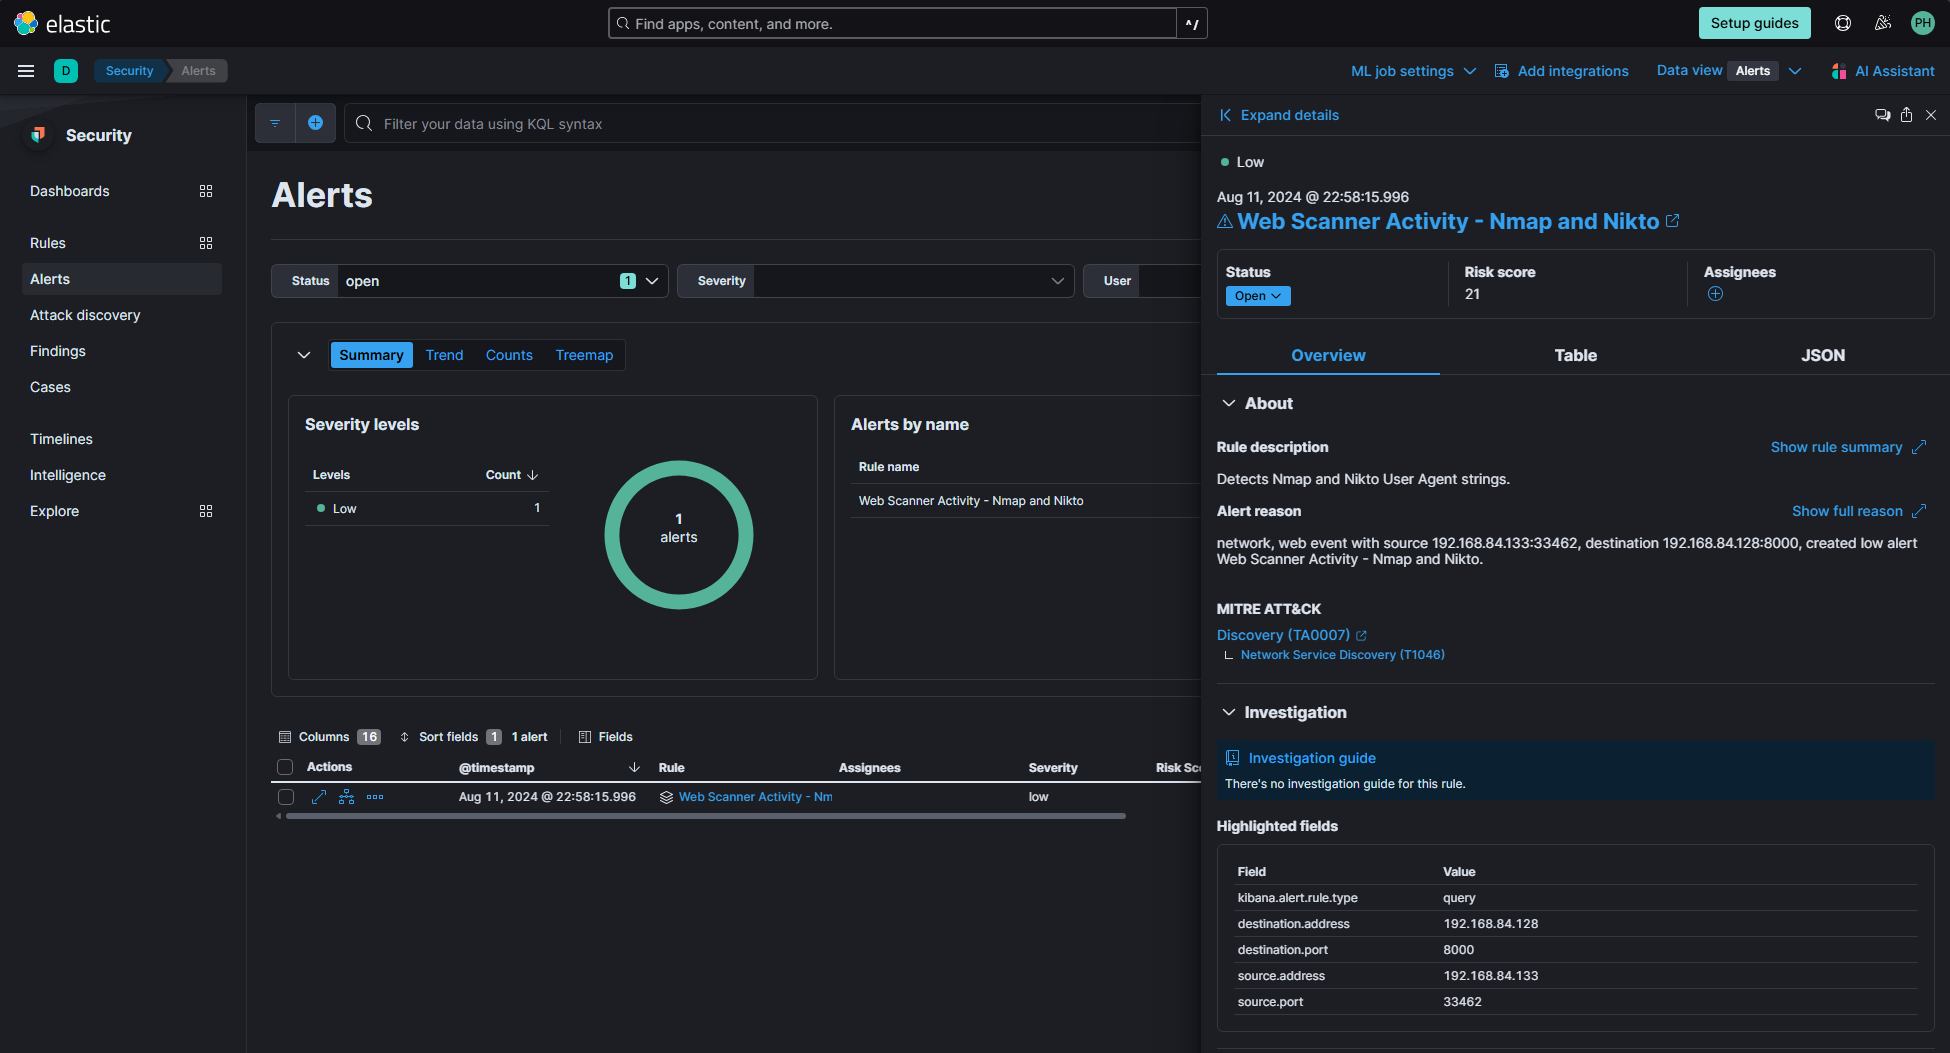 elastic
Find apps, content, and more.
^/
Setup guides
PH
D
Security
Alerts
ML job settings
Add integrations
Data view
Alerts
AI Assistant
Security
Dashboards
Rules
Alerts
Attack discovery
Findings
Cases
Timelines
Intelligence
Explore
Filter your data using KQL syntax
Alerts
Status
open
1
Severity
User
Summary
Trend
Counts
Treemap
Severity levels
Levels
Count
Low
1
1
alerts
Alerts by name
Rule name
Web Scanner Activity - Nmap and Nikto
Columns 16
Sort fields 1
1 alert
Fields
Actions
@timestamp
Rule
Assignees
Severity
Risk Sc
Aug 11, 2024 @ 22:58:15.996
Web Scanner Activity - Nm
low
Expand details
Low
Aug 11, 2024 @ 22:58:15.996
Web Scanner Activity - Nmap and Nikto
Status
Open
Risk score
21
Assignees
Overview
Table
JSON
About
Rule description
Show rule summary
Detects Nmap and Nikto User Agent strings.
Alert reason
Show full reason
network, web event with source 192.168.84.133:33462, destination 192.168.84.128:8000, created low alert
Web Scanner Activity - Nmap and Nikto.
MITRE ATT&CK
Discovery (TA0007)
Network Service Discovery (T1046)
Investigation
Investigation guide
There's no investigation guide for this rule.
Highlighted fields
Field
Value
kibana.alert.rule.type
query
destination.address
192.168.84.128
destination.port
8000
source.address
192.168.84.133
source.port
33462